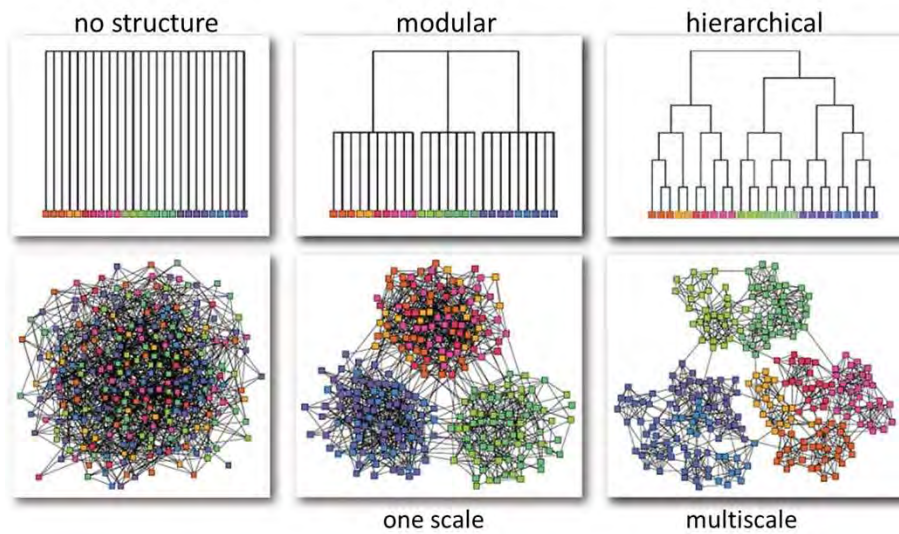 no structure
modular
hierarchical
one scale
multiscale